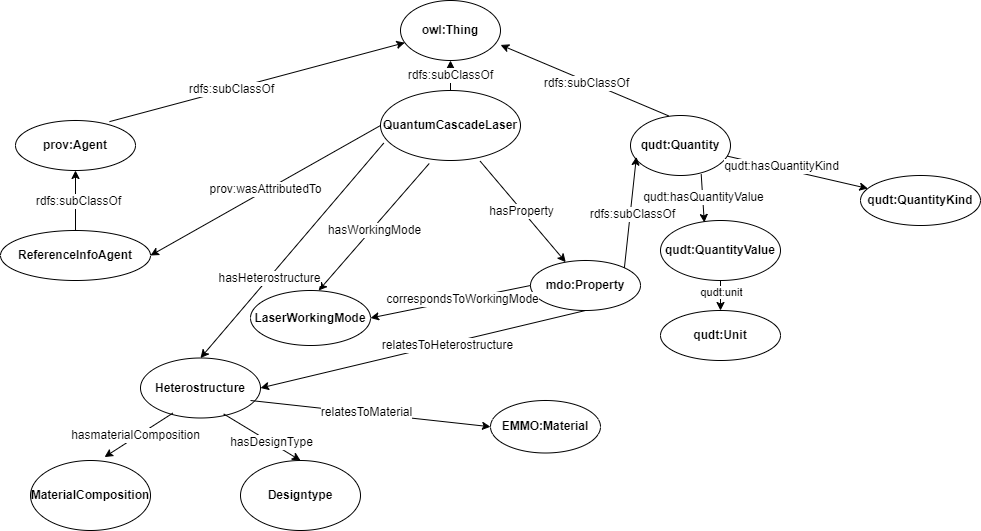 owl:Thing
rdfs:subClassOf
rdfs:subClassOf
rdfs:subClassOf
prov:Agent
QuantumCascadeLaser
qudt:Quantity
qudt:hasQuantityKind
prov:wasAttributedTo
rdfs:subClassOf
qudt:hasQuantityValue
qudt:QuantityKind
hasProperty
rdfs:subClassOf
hasWorkingMode
ReferenceInfoAgent
qudt:QuantityValue
hasHeterostructure
mdo:Property
qudt:unit
correspondsToWorkingMode
LaserWorkingMode
qudt:Unit
relatesToHeterostructure
Heterostructure
relatesToMaterial
EMMO:Material
hasmaterialComposition
hasDesignType
MaterialComposition
Designtype